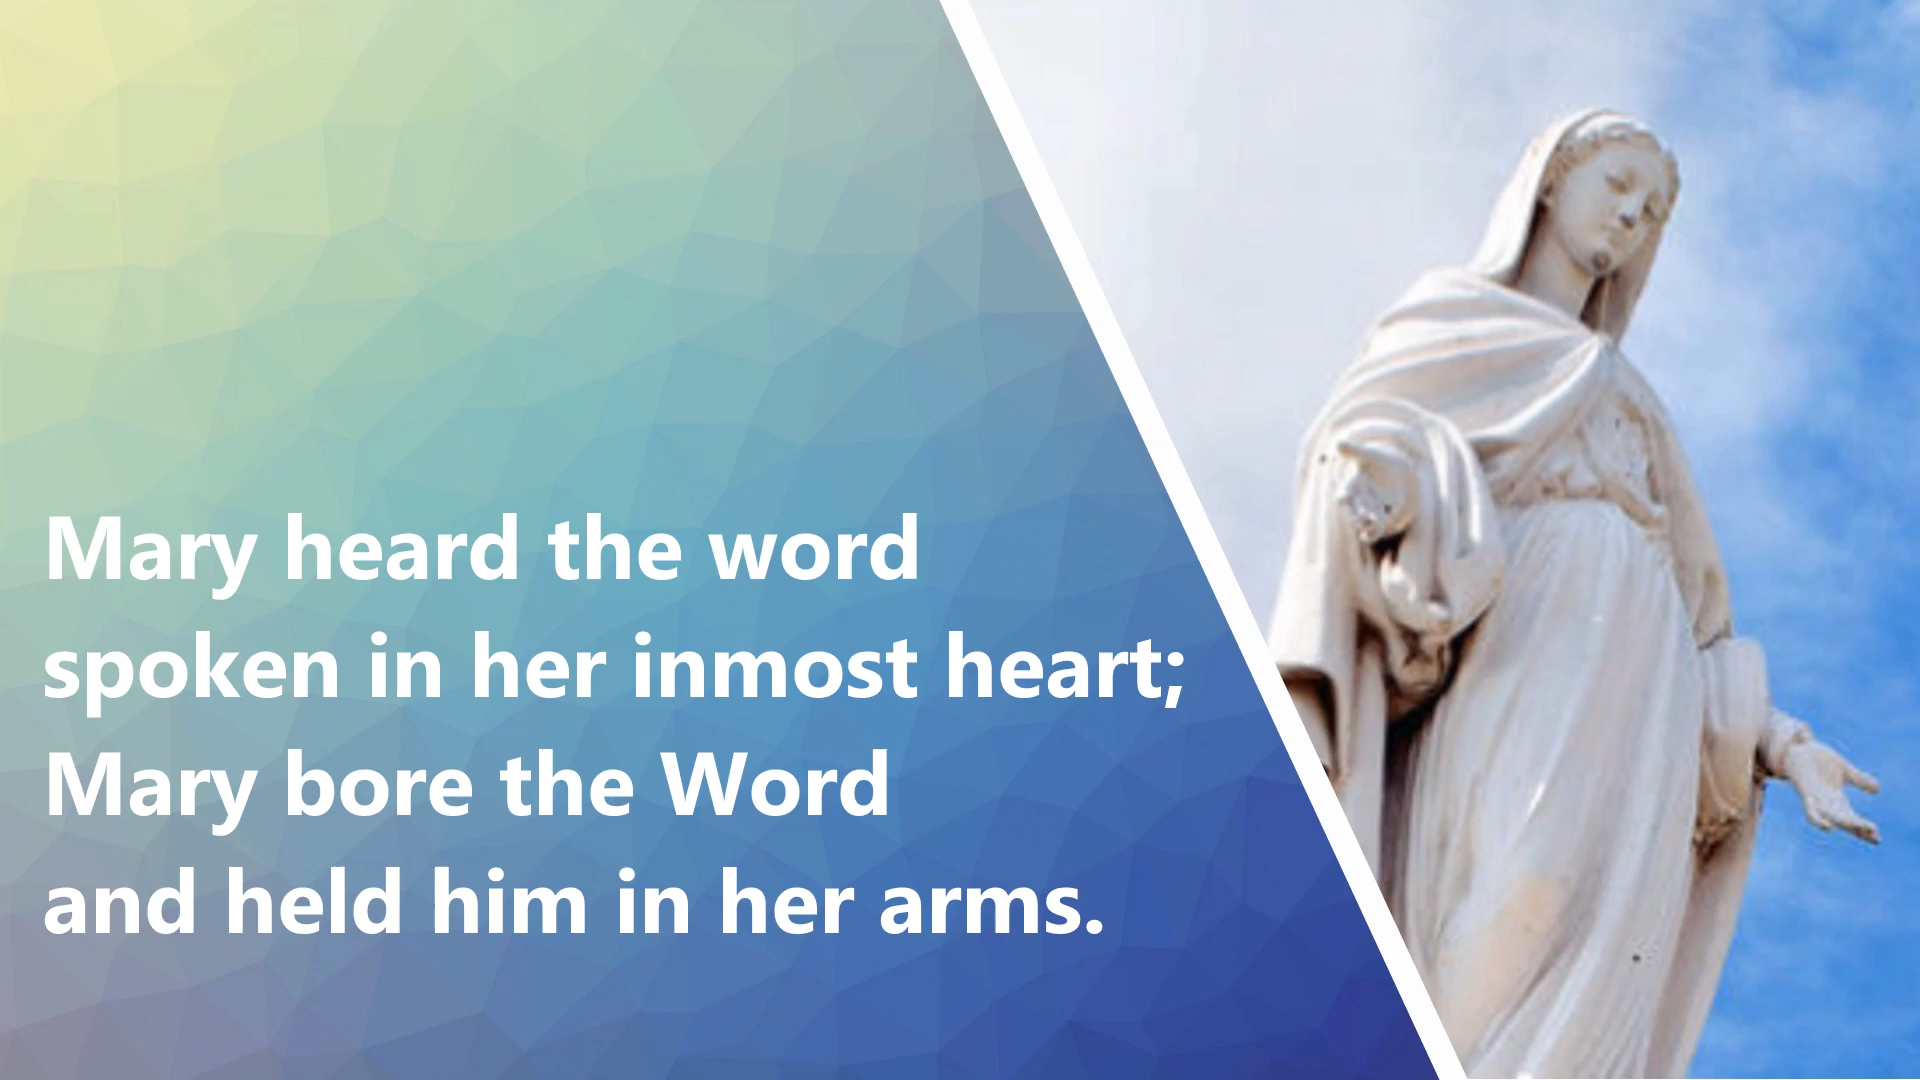 Mary heard the word
spoken in her inmost heart;
Mary bore the Word
and held him in her arms.